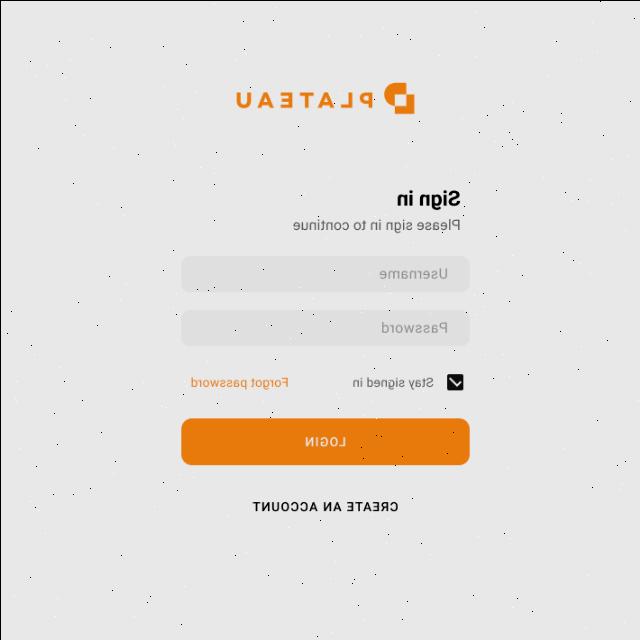 PLATEAU
Sign in
Please sign in to continue
Username
Password
Stay signed in Forgot password
LOGIN
CREATE AN ACCOUNT